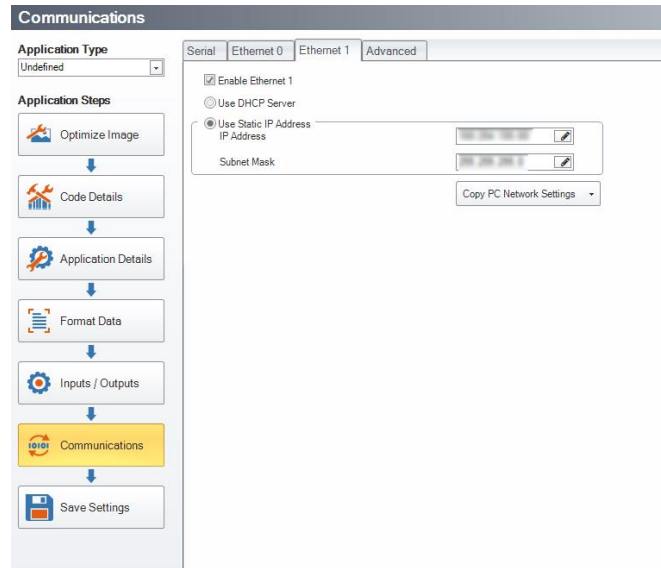 Communications
Application Type
Undefined
Application Steps
Optimize Image
Code Details
Application Details
Format Data
Inputs / Outputs
Communications
Save Settings
Serial Ethernet 0 Ethernet 1 Advanced
Enable Ethernet 1
Use DHCP Server
Use Static IP Address
IP Address
Subnet Mask
Copy PC Network Settings